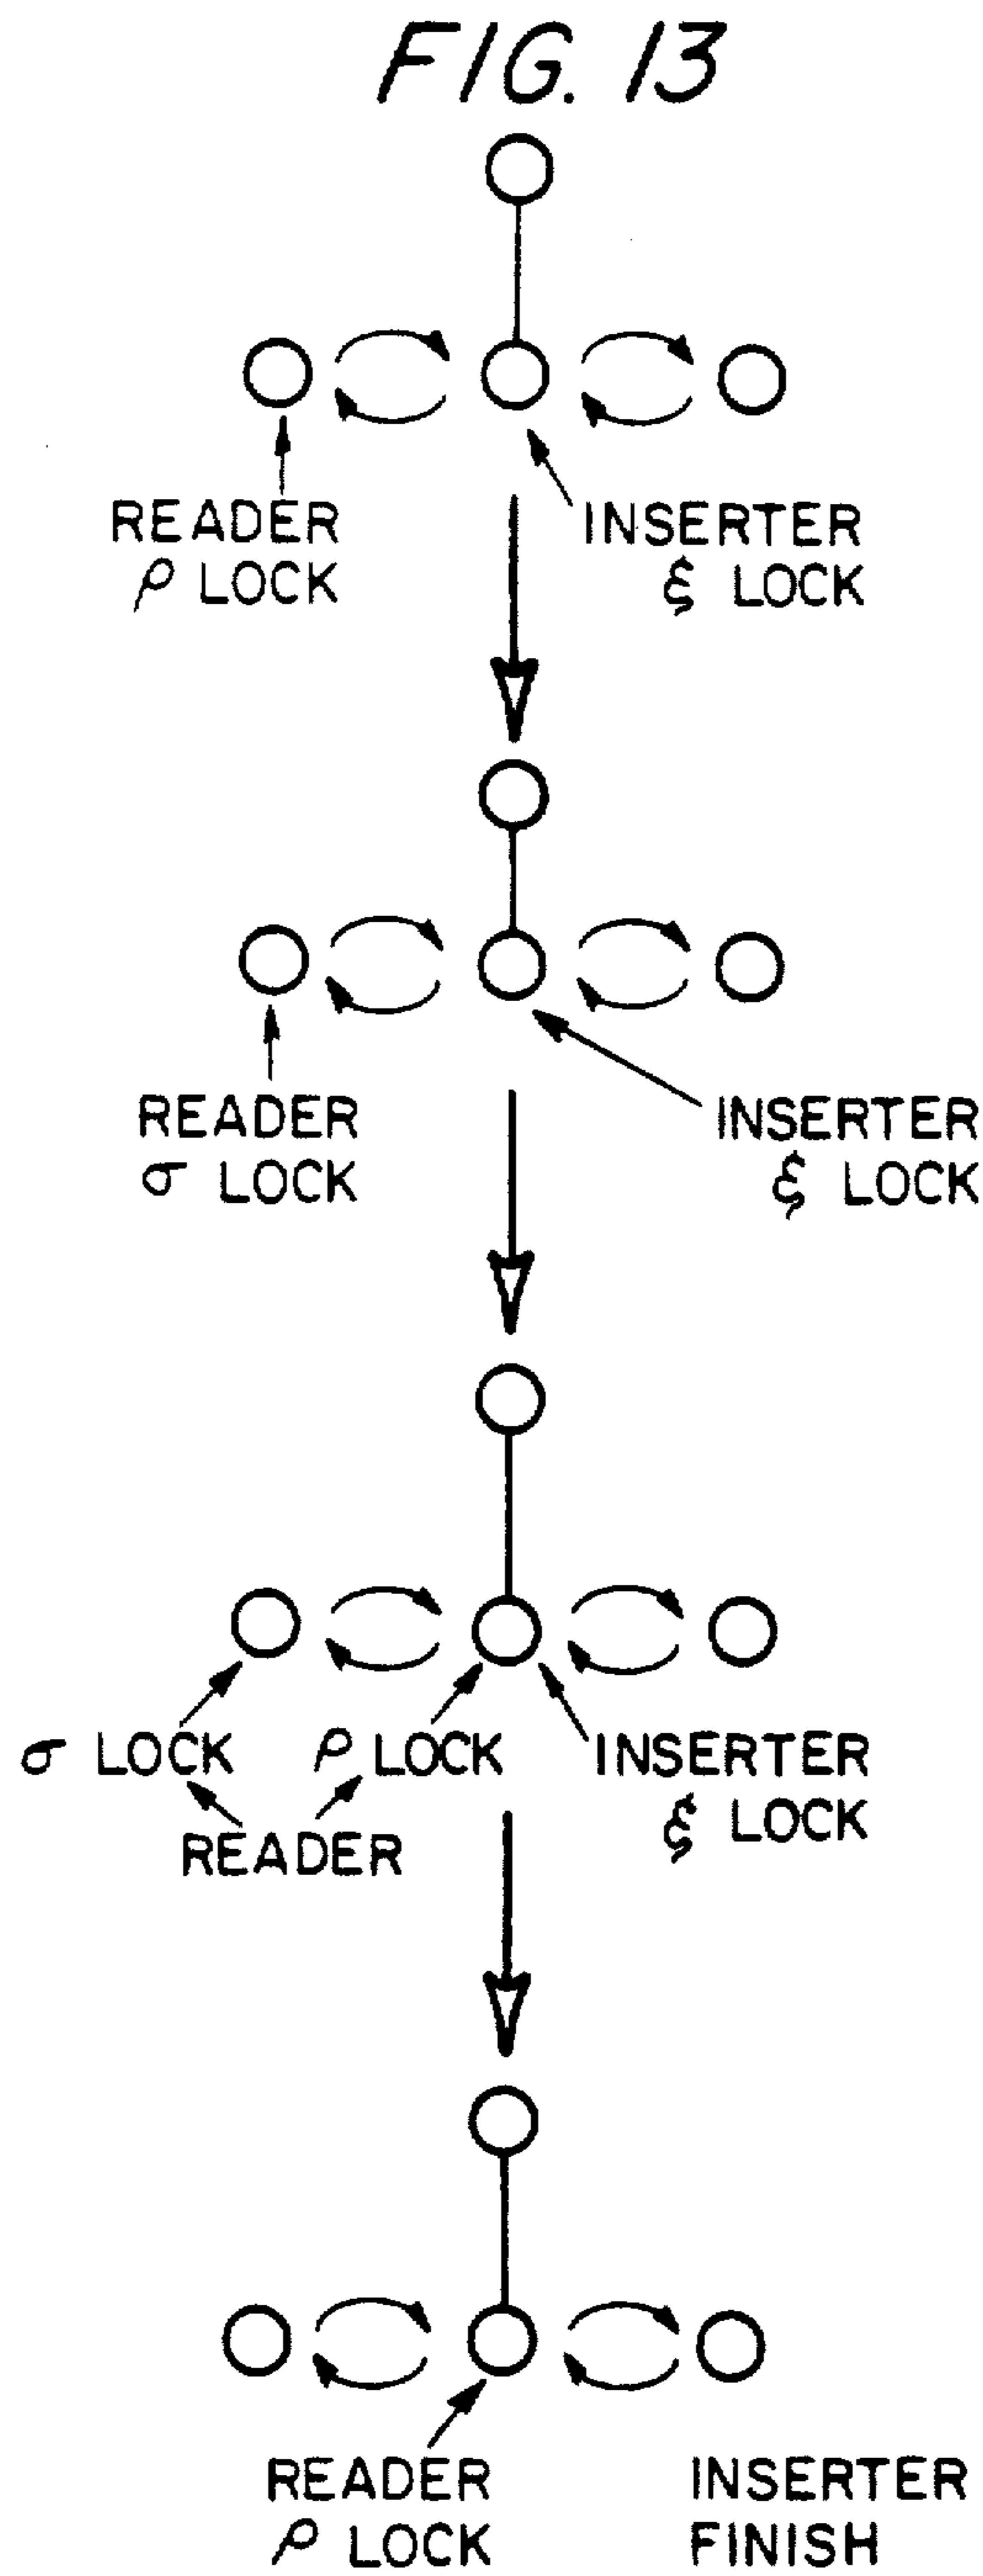 FIG. 13
READER
ρ LOCK
INSERTER
ξ LOCK
READER
σ LOCK
INSERTER
ξ LOCK
σ LOCK
ρ LOCK
READER
INSERTER
ξ LOCK
READER
ρ LOCK
INSERTER
FINISH